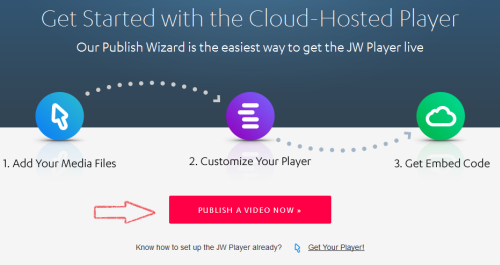 Get Started with the Cloud-Hosted Player
Our Publish Wizard is the easiest way to get the JW Player live
1. Add Your Media Files
2. Customize Your Player
3. Get Embed Code
PUBLISH A VIDEO NOW »
Know how to set up the JW Player already? Get Your Player!